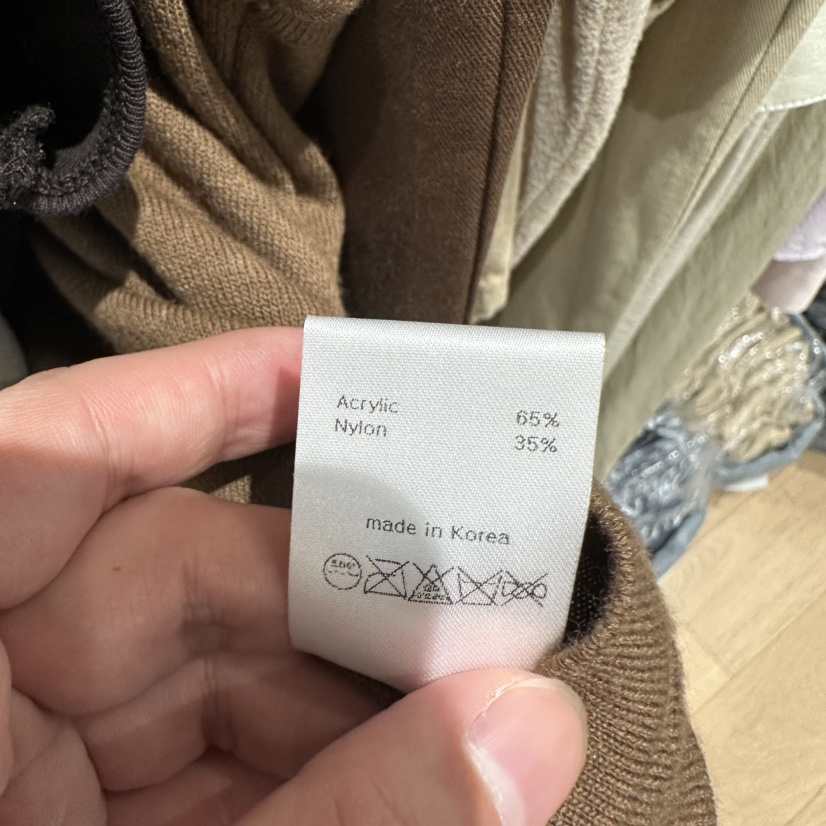 Acrylic 65%
Nylon 35%
made in Korea